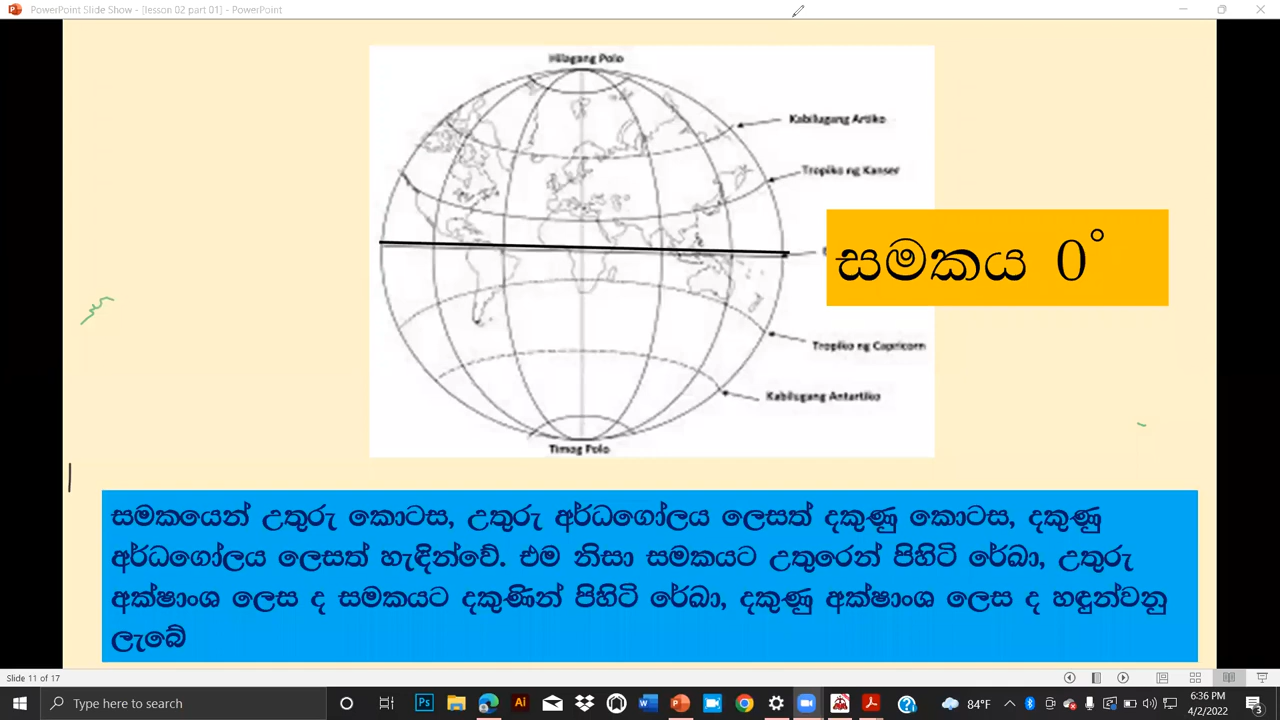 PowerPoint Slide Show - [lesson 02 part 01] - PowerPoint
Hilagang Polo
Kabilugang Artiko
Tropiko ng Kanser
සමකය 0°
Tropiko ng Capricorn
Kabilugang Antartiko
Timog Polo
සමකයෙන් උතුරු කොටස, උතුරු අර්ධගෝලය ලෙසත් දකුණු කොටස, දකුණු
අර්ධගෝලය ලෙසත් හැඳින්වේ. එම නිසා සමකයට උතුරෙන් පිහිටි රේඛා, උතුරු
අක්ෂාංශ ලෙස ද සමකයට දකුණින් පිහිටි රේඛා, දකුණු අක්ෂාංශ ලෙස ද හඳුන්වනු
ලැබේ
Slide 11 of 17
Type here to search
84°F
6:36 PM
4/2/2022
3